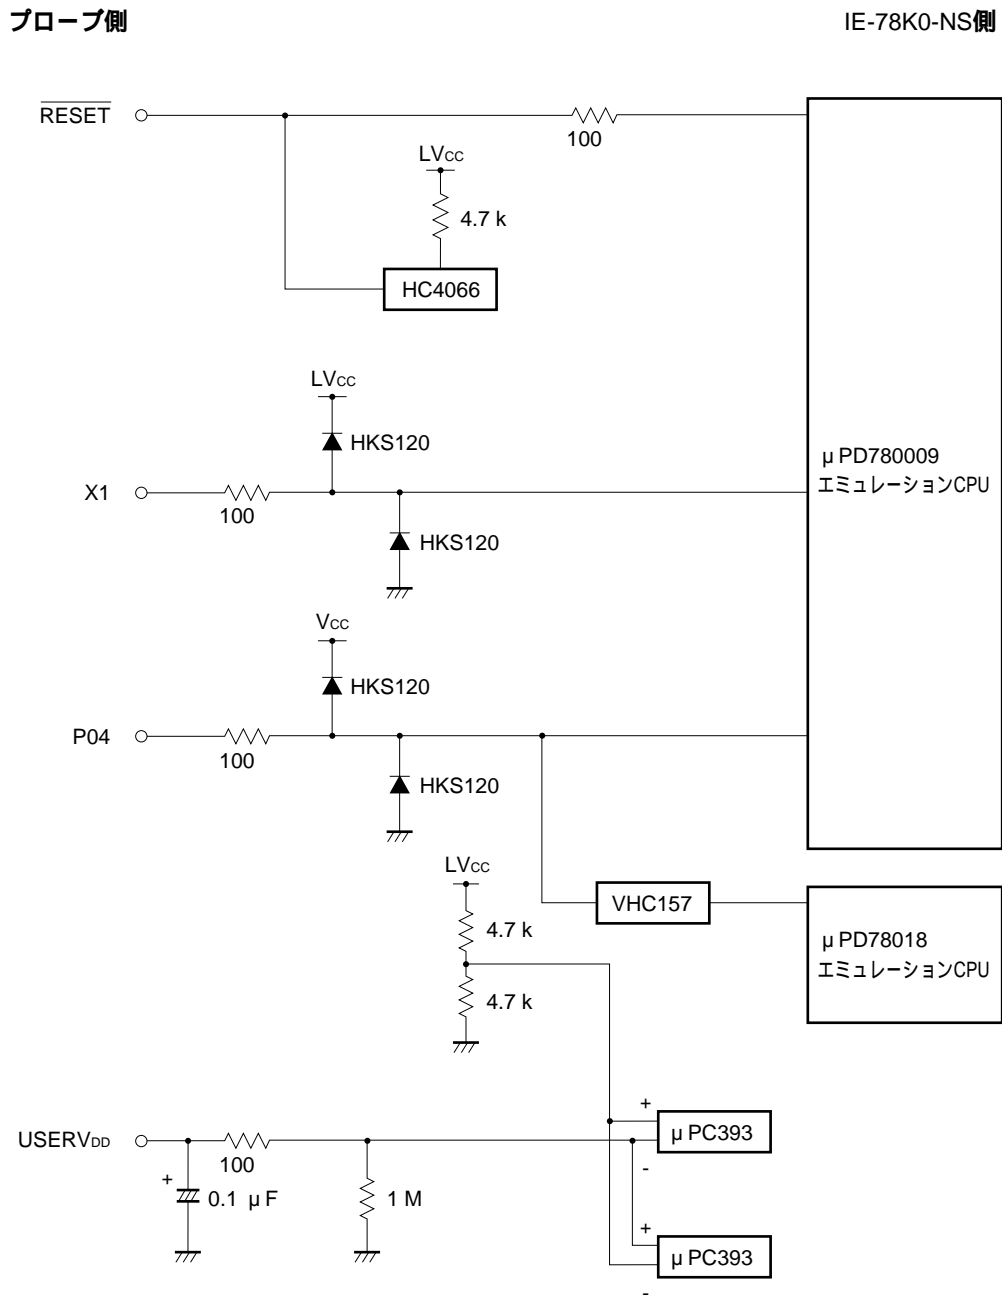 プローブ側
IE-78K0-NS側
RESET
100
LVCC
4.7 k
HC4066
LVCC
HKS120
μPD780009
エミュレーションCPU
X1
100
HKS120
VCC
HKS120
P04
100
HKS120
LVCC
VHC157
4.7 k
μPD78018
エミュレーションCPU
4.7 k
+
μPC393
USERVDD
100
-
+
0.1 μF
1 M
+
μPC393
-